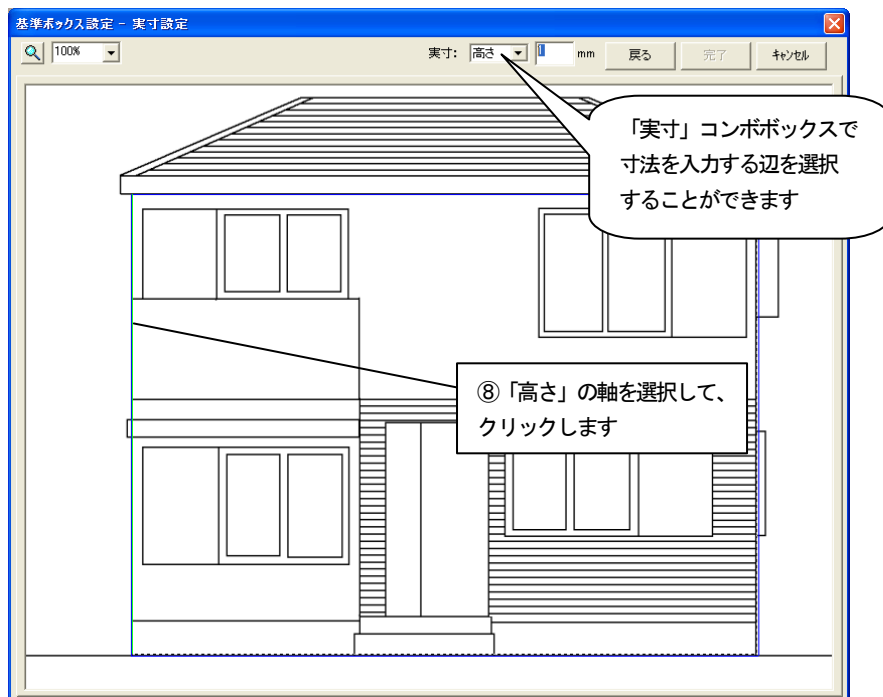 基準ボックス設定 - 実寸設定
100% 実寸: 高さ mm 戻る 完了 キャンセル
「実寸」コンボボックスで
寸法を入力する辺を選択
することができます
⑧「高さ」の軸を選択して、
クリックします